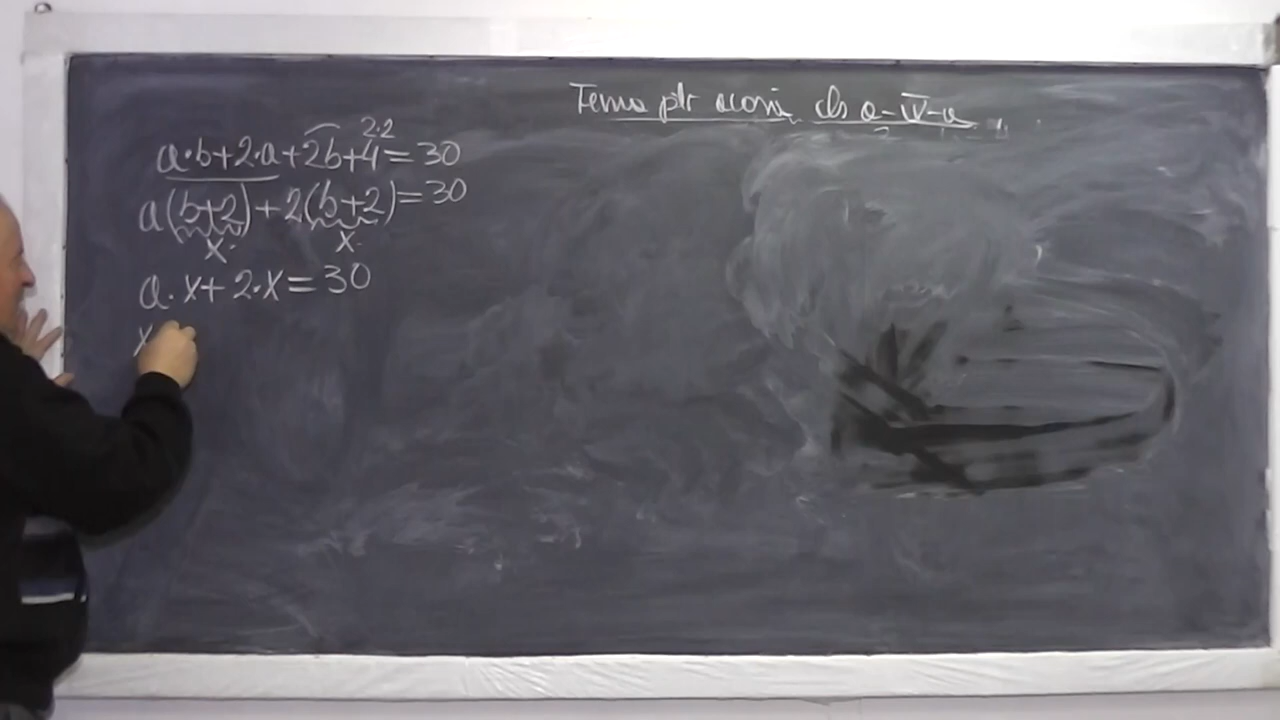 Tema ptr acasă cls a-IV-a
2·2
a·b+2·a+2b+4=30
a(b+2)+2(b+2)=30
x x
a·x+2·x=30
x